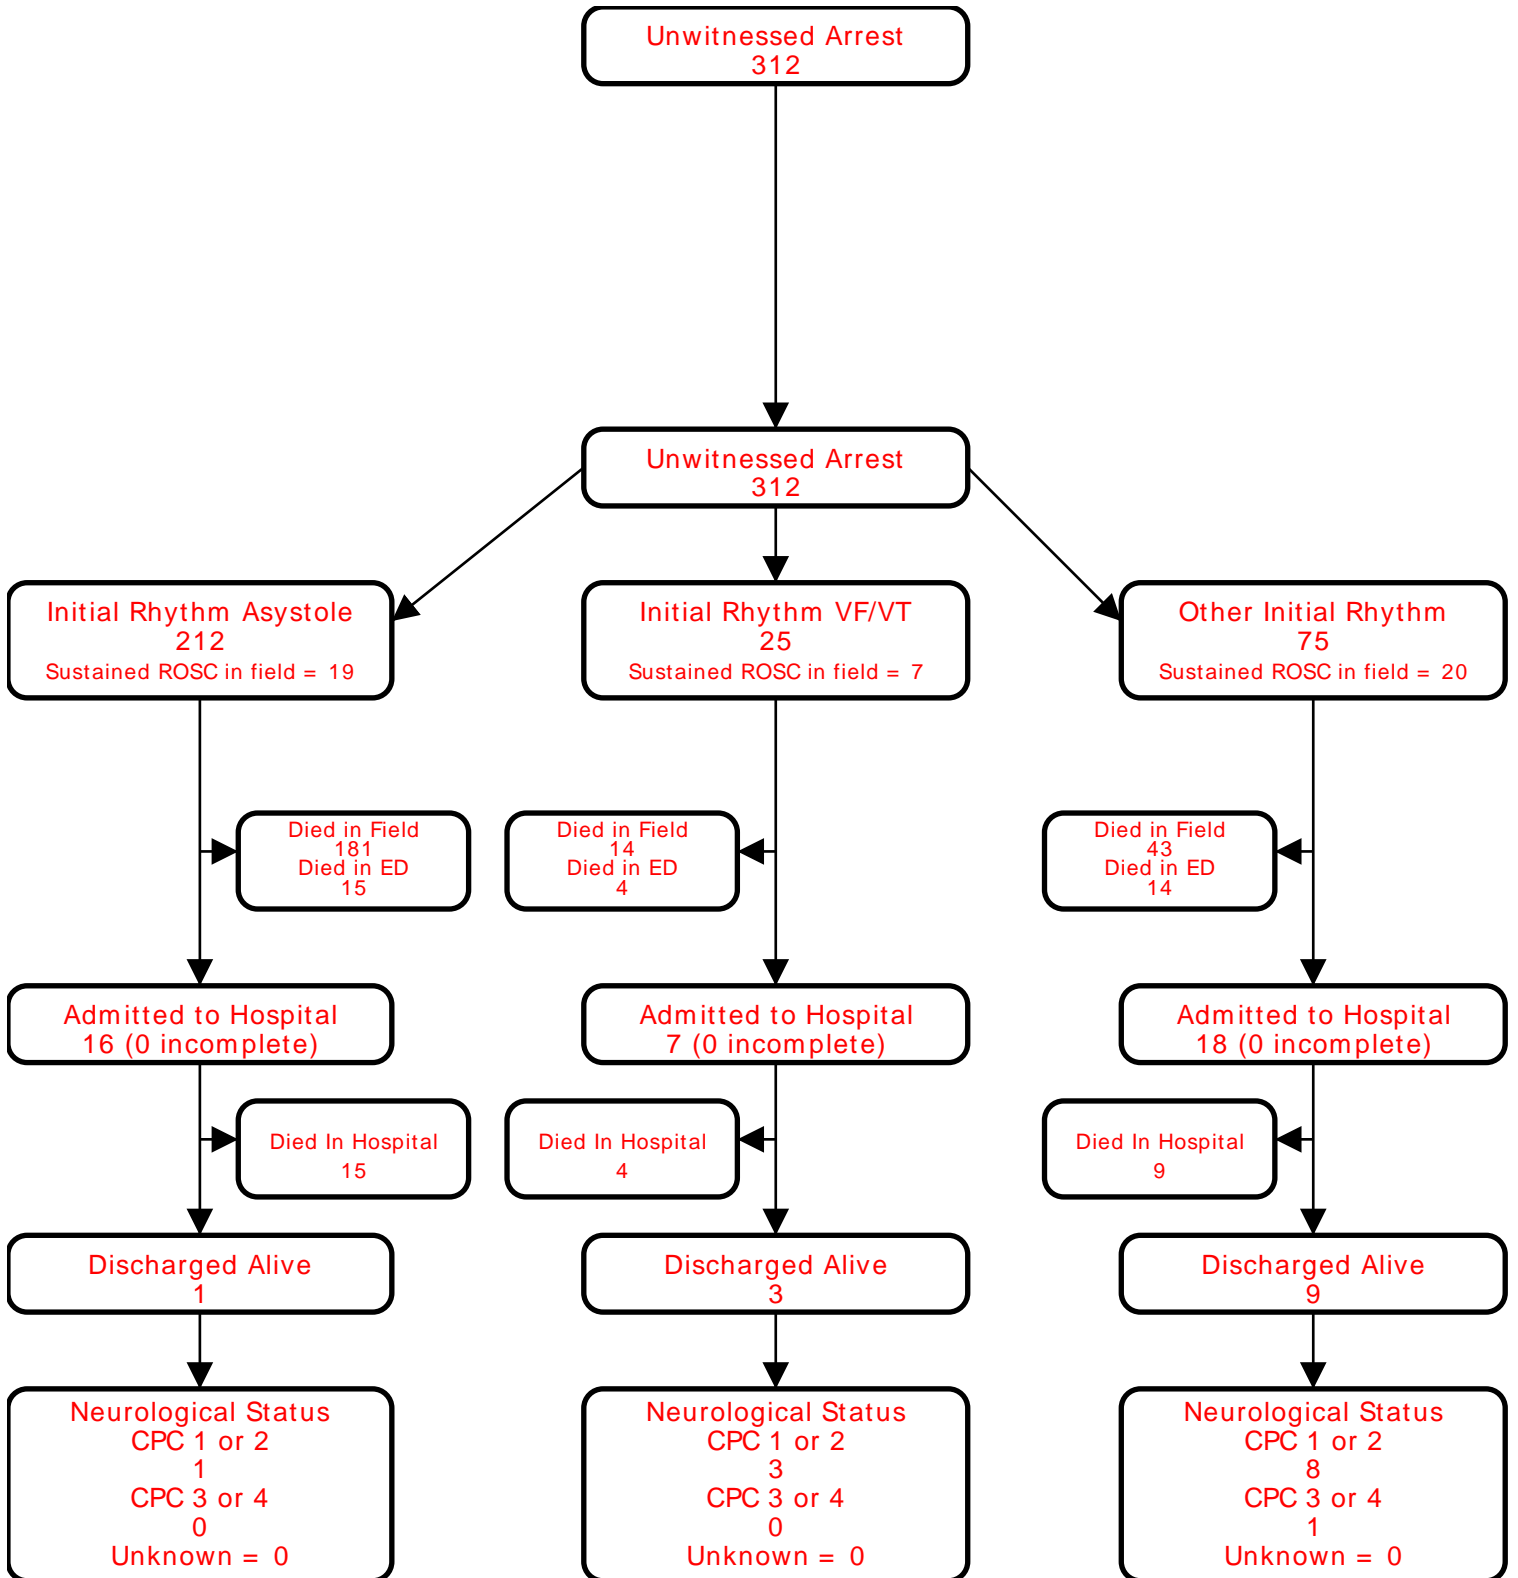 Unwitnessed Arrest
312
Unwitnessed Arrest
312
Initial Rhythm Asystole
212
Sustained ROSC in field = 19
Initial Rhythm VF/VT
25
Sustained ROSC in field = 7
Other Initial Rhythm
75
Sustained ROSC in field = 20
Died in Field
181
Died in ED
15
Died in Field
14
Died in ED
4
Died in Field
43
Died in ED
14
Admitted to Hospital
16 (0 incomplete)
Admitted to Hospital
7 (0 incomplete)
Admitted to Hospital
18 (0 incomplete)
Died In Hospital
15
Died In Hospital
4
Died In Hospital
9
Discharged Alive
1
Discharged Alive
3
Discharged Alive
9
Neurological Status
CPC 1 or 2
1
CPC 3 or 4
0
Unknown = 0
Neurological Status
CPC 1 or 2
3
CPC 3 or 4
0
Unknown = 0
Neurological Status
CPC 1 or 2
8
CPC 3 or 4
1
Unknown = 0